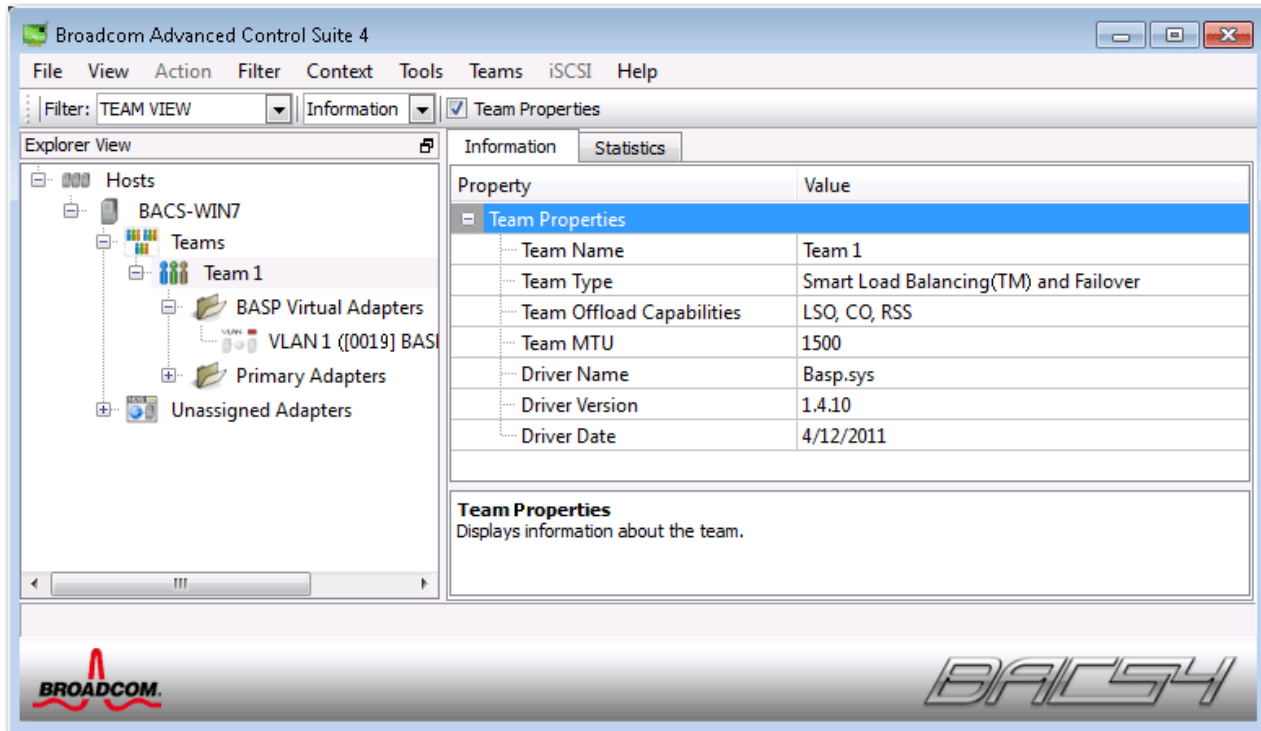 Broadcom Advanced Control Suite 4
File View Action Filter Context Tools Teams iSCSI Help
Filter: TEAM VIEW Information Team Properties
Explorer View
Hosts
BACS-WIN7
Teams
Team 1
BASP Virtual Adapters
VLAN 1 ([0019] BASI
Primary Adapters
Unassigned Adapters
Information Statistics
Property Value
Team Properties
Team Name Team 1
Team Type Smart Load Balancing(TM) and Failover
Team Offload Capabilities LSO, CO, RSS
Team MTU 1500
Driver Name Basp.sys
Driver Version 1.4.10
Driver Date 4/12/2011
Team Properties
Displays information about the team.
BROADCOM.
BACS4